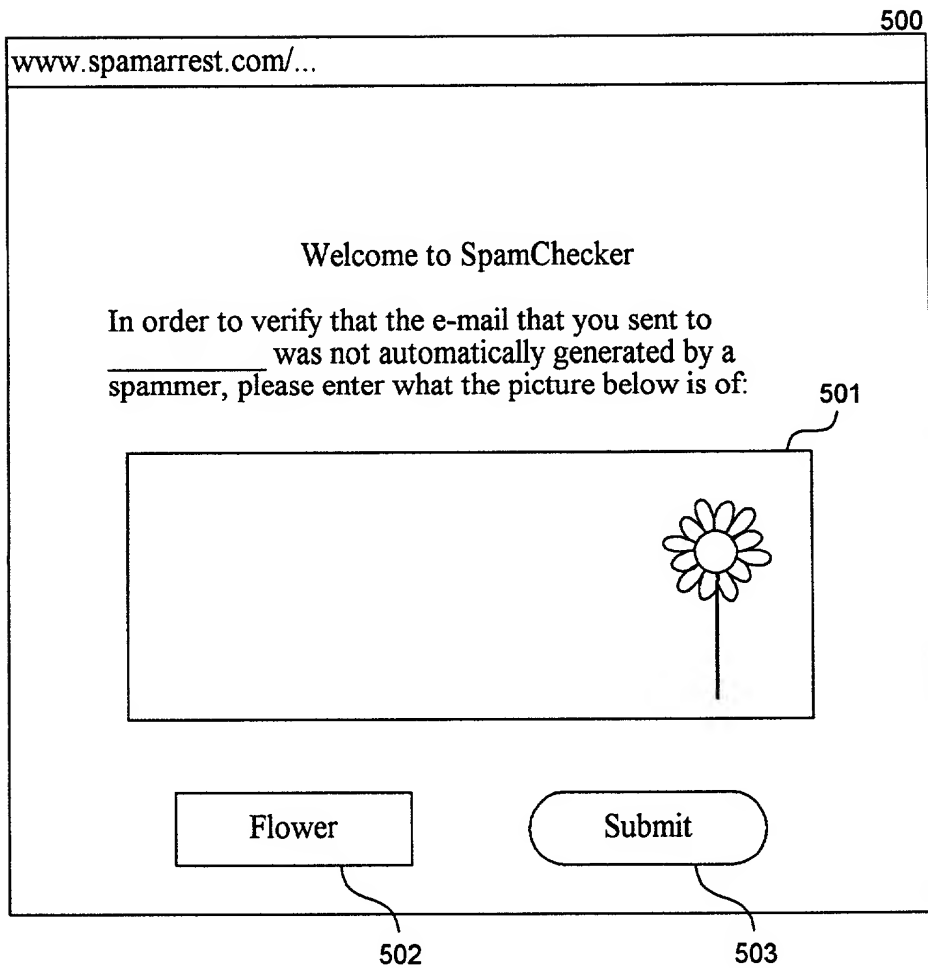 500
www.spamarrest.com/...
Welcome to SpamChecker
In order to verify that the e-mail that you sent to
__________ was not automatically generated by a
spammer, please enter what the picture below is of:
501
Flower
Submit
502
503